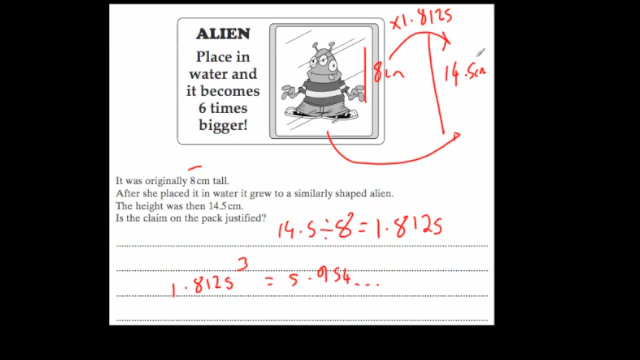 ALIEN
Place in
water and
it becomes
6 times
bigger!
×1.8125
8cm
14.5cm
It was originally 8 cm tall.
After she placed it in water it grew to a similarly shaped alien.
The height was then 14.5 cm.
Is the claim on the pack justified?
14.5÷8=1.8125
1.8125³ = 5.954...